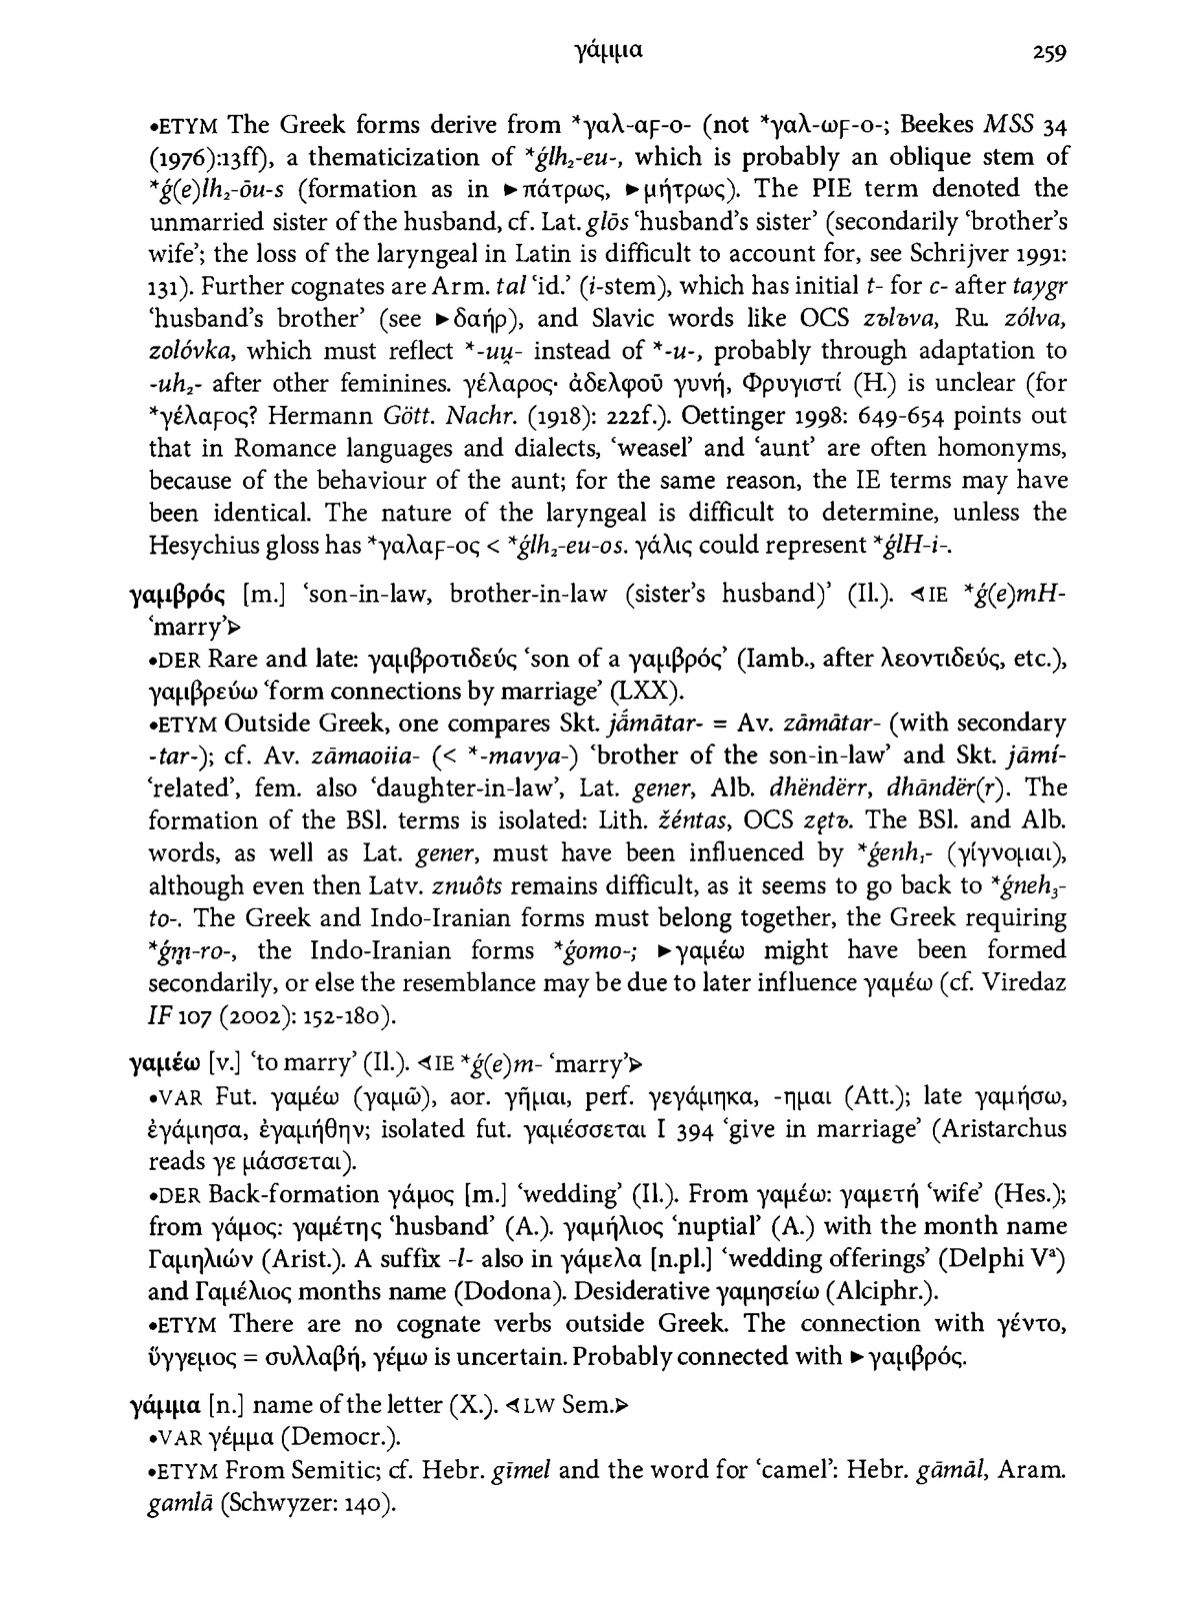 γάμμα 259
•ETYM The Greek forms derive from *γαλ-αϝ-ο- (not *γαλ-ωϝ-ο-; Beekes MSS 34
(1976):13ff), a thematicization of *ǵlh₂-eu-, which is probably an oblique stem of
*ǵ(e)lh₂-ōu-s (formation as in ►πάτρως, ►μήτρως). The PIE term denoted the
unmarried sister of the husband, cf. Lat. glōs ‘husband’s sister’ (secondarily ‘brother’s
wife’; the loss of the laryngeal in Latin is difficult to account for, see Schrijver 1991:
131). Further cognates are Arm. tal ‘id.’ (i-stem), which has initial t- for c- after taygr
‘husband’s brother’ (see ►δαήρ), and Slavic words like OCS zъlъva, Ru. zólva,
zolóvka, which must reflect *-uu̯- instead of *-u-, probably through adaptation to
-uh₂- after other feminines. γέλαρος· ἀδελφοῦ γυνή, Φρυγιστί (H.) is unclear (for
*γέλαϝος? Hermann Gött. Nachr. (1918): 222f.). Oettinger 1998: 649-654 points out
that in Romance languages and dialects, ‘weasel’ and ‘aunt’ are often homonyms,
because of the behaviour of the aunt; for the same reason, the IE terms may have
been identical. The nature of the laryngeal is difficult to determine, unless the
Hesychius gloss has *γαλαϝ-ος < *ǵlh₂-eu-os. γάλις could represent *ǵlH-i-.
γαμβρός [m.] ‘son-in-law, brother-in-law (sister’s husband)’ (Il.). ⊲IE *ǵ(e)mH-
‘marry’⊳
•DER Rare and late: γαμβροτιδεύς ‘son of a γαμβρός’ (Iamb., after λεοντιδεύς, etc.),
γαμβρεύω ‘form connections by marriage’ (LXX).
•ETYM Outside Greek, one compares Skt. jā́mātar- = Av. zāmātar- (with secondary
-tar-); cf. Av. zāmaoiia- (< *-mavya-) ‘brother of the son-in-law’ and Skt. jāmí-
‘related’, fem. also ‘daughter-in-law’, Lat. gener, Alb. dhëndërr, dhāndër(r). The
formation of the BSl. terms is isolated: Lith. žéntas, OCS zętъ. The BSl. and Alb.
words, as well as Lat. gener, must have been influenced by *ǵenh₁- (γίγνομαι),
although even then Latv. znuôts remains difficult, as it seems to go back to *ǵneh₃-
to-. The Greek and Indo-Iranian forms must belong together, the Greek requiring
*ǵm̥-ro-, the Indo-Iranian forms *ǵomo-; ►γαμέω might have been formed
secondarily, or else the resemblance may be due to later influence γαμέω (cf. Viredaz
IF 107 (2002): 152-180).
γαμέω [v.] ‘to marry’ (Il.). ⊲IE *ǵ(e)m- ‘marry’⊳
•VAR Fut. γαμέω (γαμῶ), aor. γῆμαι, perf. γεγάμηκα, -ημαι (Att.); late γαμήσω,
ἐγάμησα, ἐγαμήθην; isolated fut. γαμέσσεται I 394 ‘give in marriage’ (Aristarchus
reads γε μάσσεται).
•DER Back-formation γάμος [m.] ‘wedding’ (Il.). From γαμέω: γαμετή ‘wife’ (Hes.);
from γάμος: γαμέτης ‘husband’ (A.). γαμήλιος ‘nuptial’ (A.) with the month name
Γαμηλιών (Arist.). A suffix -l- also in γάμελα [n.pl.] ‘wedding offerings’ (Delphi Vᵃ)
and Γαμέλιος months name (Dodona). Desiderative γαμησείω (Alciphr.).
•ETYM There are no cognate verbs outside Greek. The connection with γέντο,
ὕγγεμος = συλλαβή, γέμω is uncertain. Probably connected with ►γαμβρός.
γάμμα [n.] name of the letter (X.). ⊲LW Sem.⊳
•VAR γέμμα (Democr.).
•ETYM From Semitic; cf. Hebr. gīmel and the word for ‘camel’: Hebr. gāmāl, Aram.
gamlā (Schwyzer: 140).